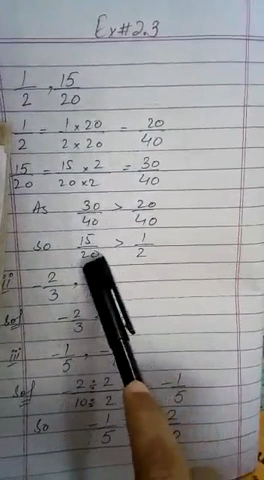 Ex# 2.3
1/2 , 15/20
1/2 = 1 x 20 / 2 x 20 = 20/40
15/20 = 15 x 2 / 20 x 2 = 30/40
As 30/40 > 20/40
So 15/20 > 1/2
ii -2/3 ,
Sol -2/3
iii -1/5 , -
Sol -2 ÷ 2 / 10 ÷ 2 -1/5
So -1/5